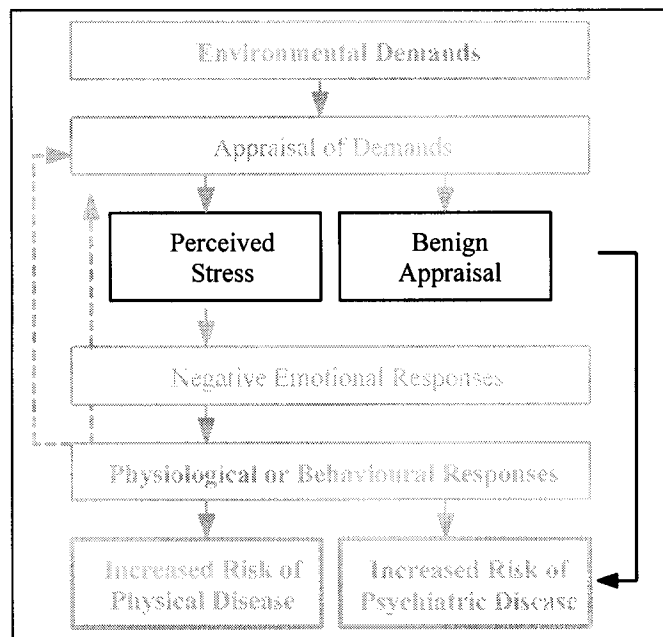 Environmental Demands
Appraisal of Demands
Perceived
Stress
Benign
Appraisal
Negative Emotional Responses
Physiological or Behavioural Responses
Increased Risk of
Physical Disease
Increased Risk of
Psychiatric Disease